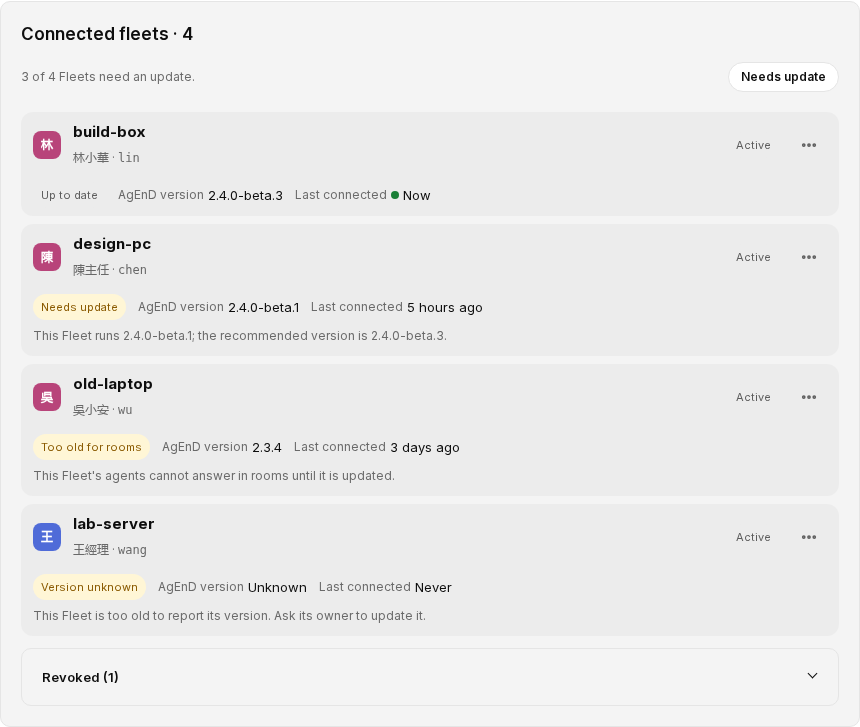 Connected fleets · 4
3 of 4 Fleets need an update.
Needs update
林
build-box
林小華 · lin
Active
Up to date
AgEnD version 2.4.0-beta.3
Last connected Now
陳
design-pc
陳主任 · chen
Active
Needs update
AgEnD version 2.4.0-beta.1
Last connected 5 hours ago
This Fleet runs 2.4.0-beta.1; the recommended version is 2.4.0-beta.3.
吳
old-laptop
吳小安 · wu
Active
Too old for rooms
AgEnD version 2.3.4
Last connected 3 days ago
This Fleet's agents cannot answer in rooms until it is updated.
王
lab-server
王經理 · wang
Active
Version unknown
AgEnD version Unknown
Last connected Never
This Fleet is too old to report its version. Ask its owner to update it.
Revoked (1)